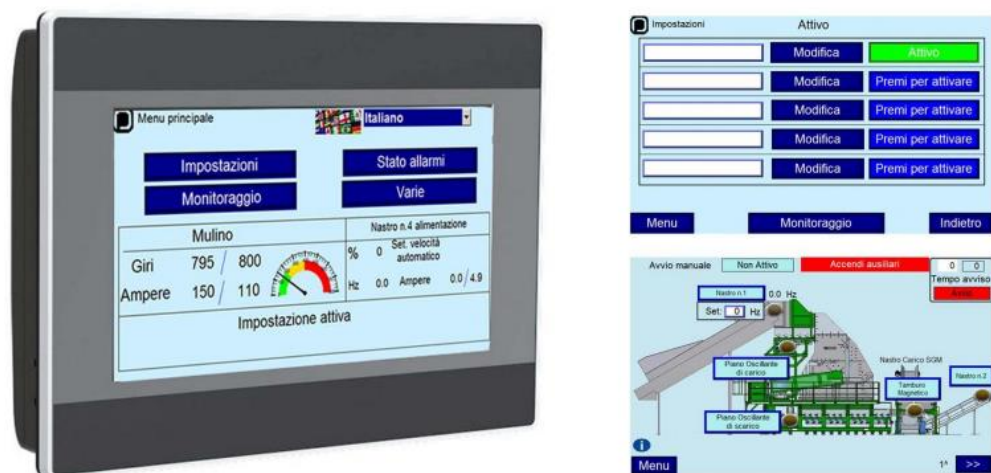 Menu principale
Italiano
Impostazioni
Stato allarmi
Monitoraggio
Varie
Mulino
Nastro n.4 alimentazione
Giri 795 / 800
% 0 Set. velocità automatico
Ampere 150 / 110
Hz 0.0 Ampere 0.0 / 4.9
Impostazione attiva
Impostazioni Attivo
Modifica Attivo
Modifica Premi per attivare
Modifica Premi per attivare
Modifica Premi per attivare
Modifica Premi per attivare
Menu Monitoraggio Indietro
Avvio manuale Non Attivo Accendi ausiliari 0 0
Tempo avviso
Nastro n.1 0.0 Hz
Set: 0 Hz
Piano Oscillante
di carico
Nastro Carico SGM
Tamburo
Magnetico
Nastro n.2
Piano Oscillante
di scarico
Menu 1^ >>